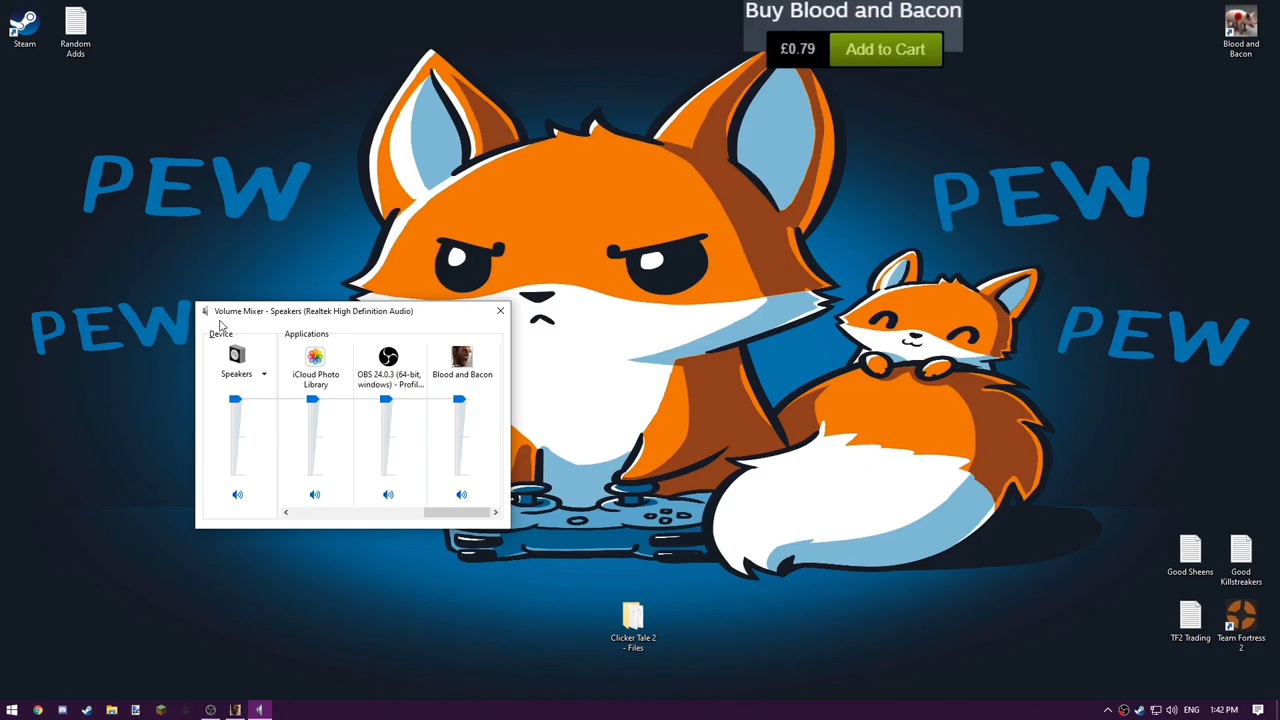 Buy Blood and Bacon
£0.79
Add to Cart
Steam
Random
Adds
Blood and
Bacon
PEW
PEW
PEW
PEW
Volume Mixer - Speakers (Realtek High Definition Audio)
Device
Applications
Speakers
iCloud Photo
Library
OBS 24.0.3 (64-bit,
windows) - Profil...
Blood and Bacon
Good Sheens
Good
Killstreakers
TF2 Trading
Team Fortress
2
Clicker Tale 2
- Files
ENG
1:42 PM